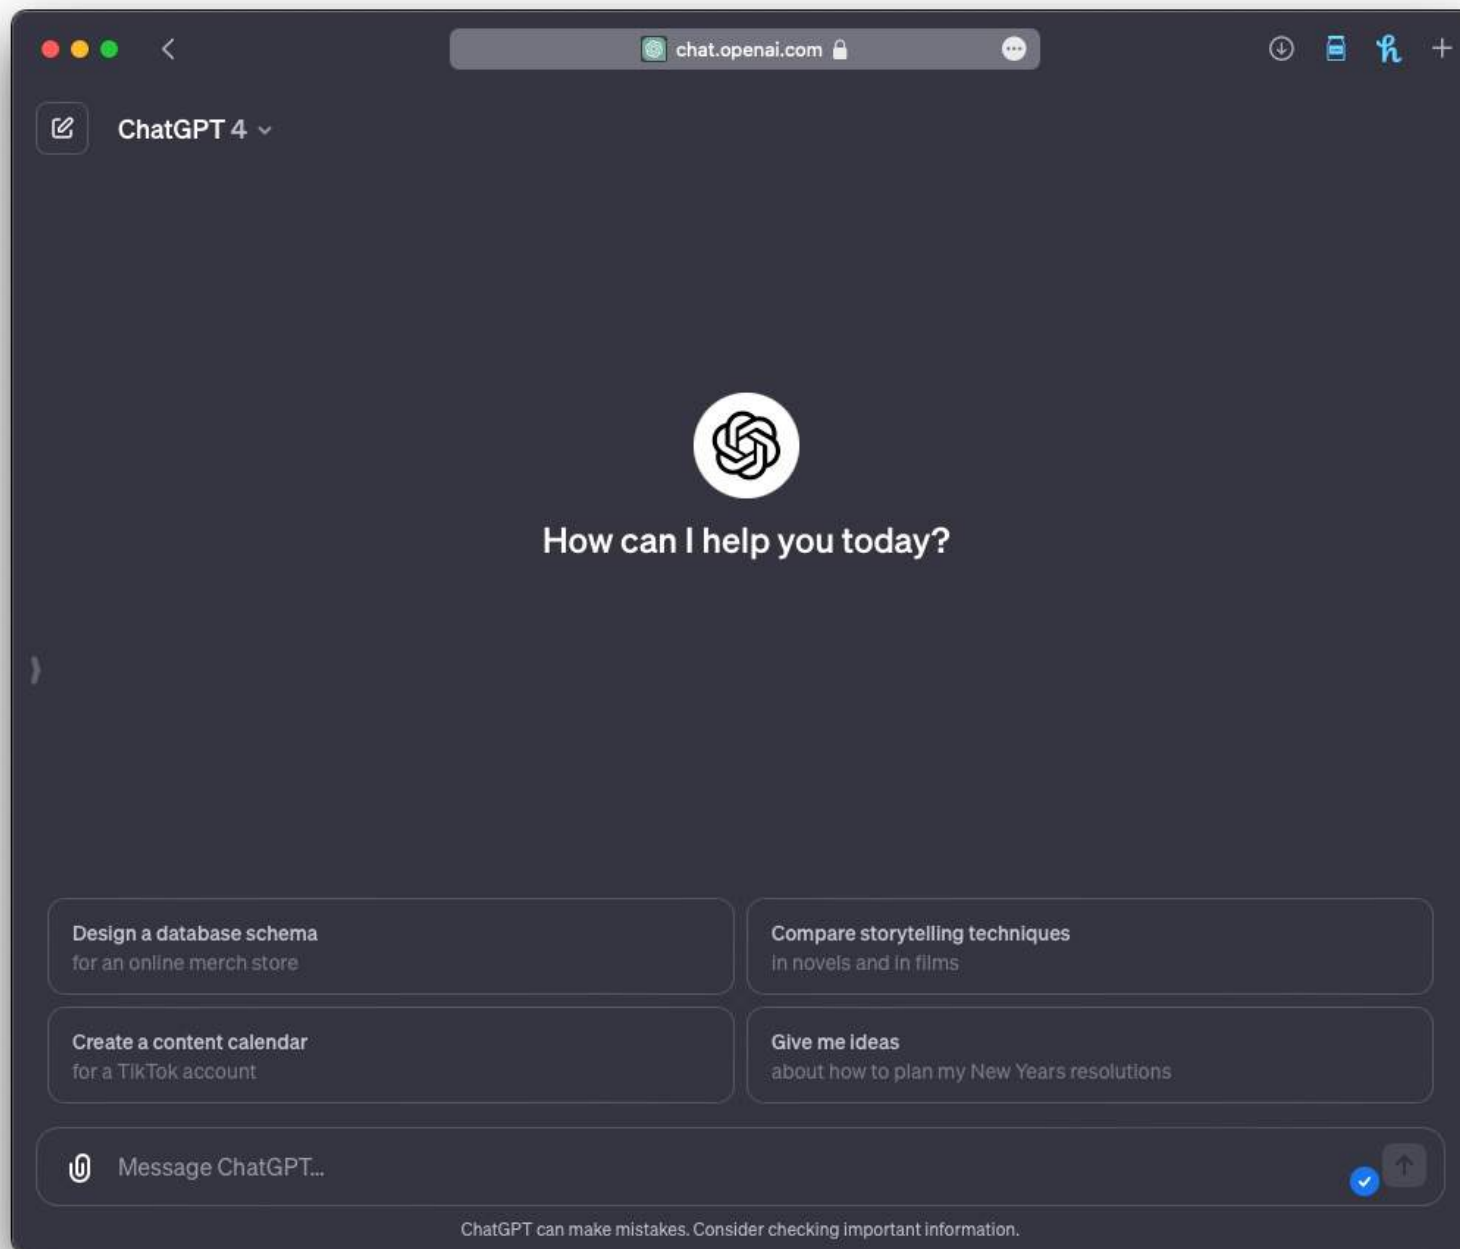 chat.openai.com
ChatGPT 4
How can I help you today?
Design a database schema
for an online merch store
Compare storytelling techniques
in novels and in films
Create a content calendar
for a TikTok account
Give me ideas
about how to plan my New Years resolutions
Message ChatGPT...
ChatGPT can make mistakes. Consider checking important information.